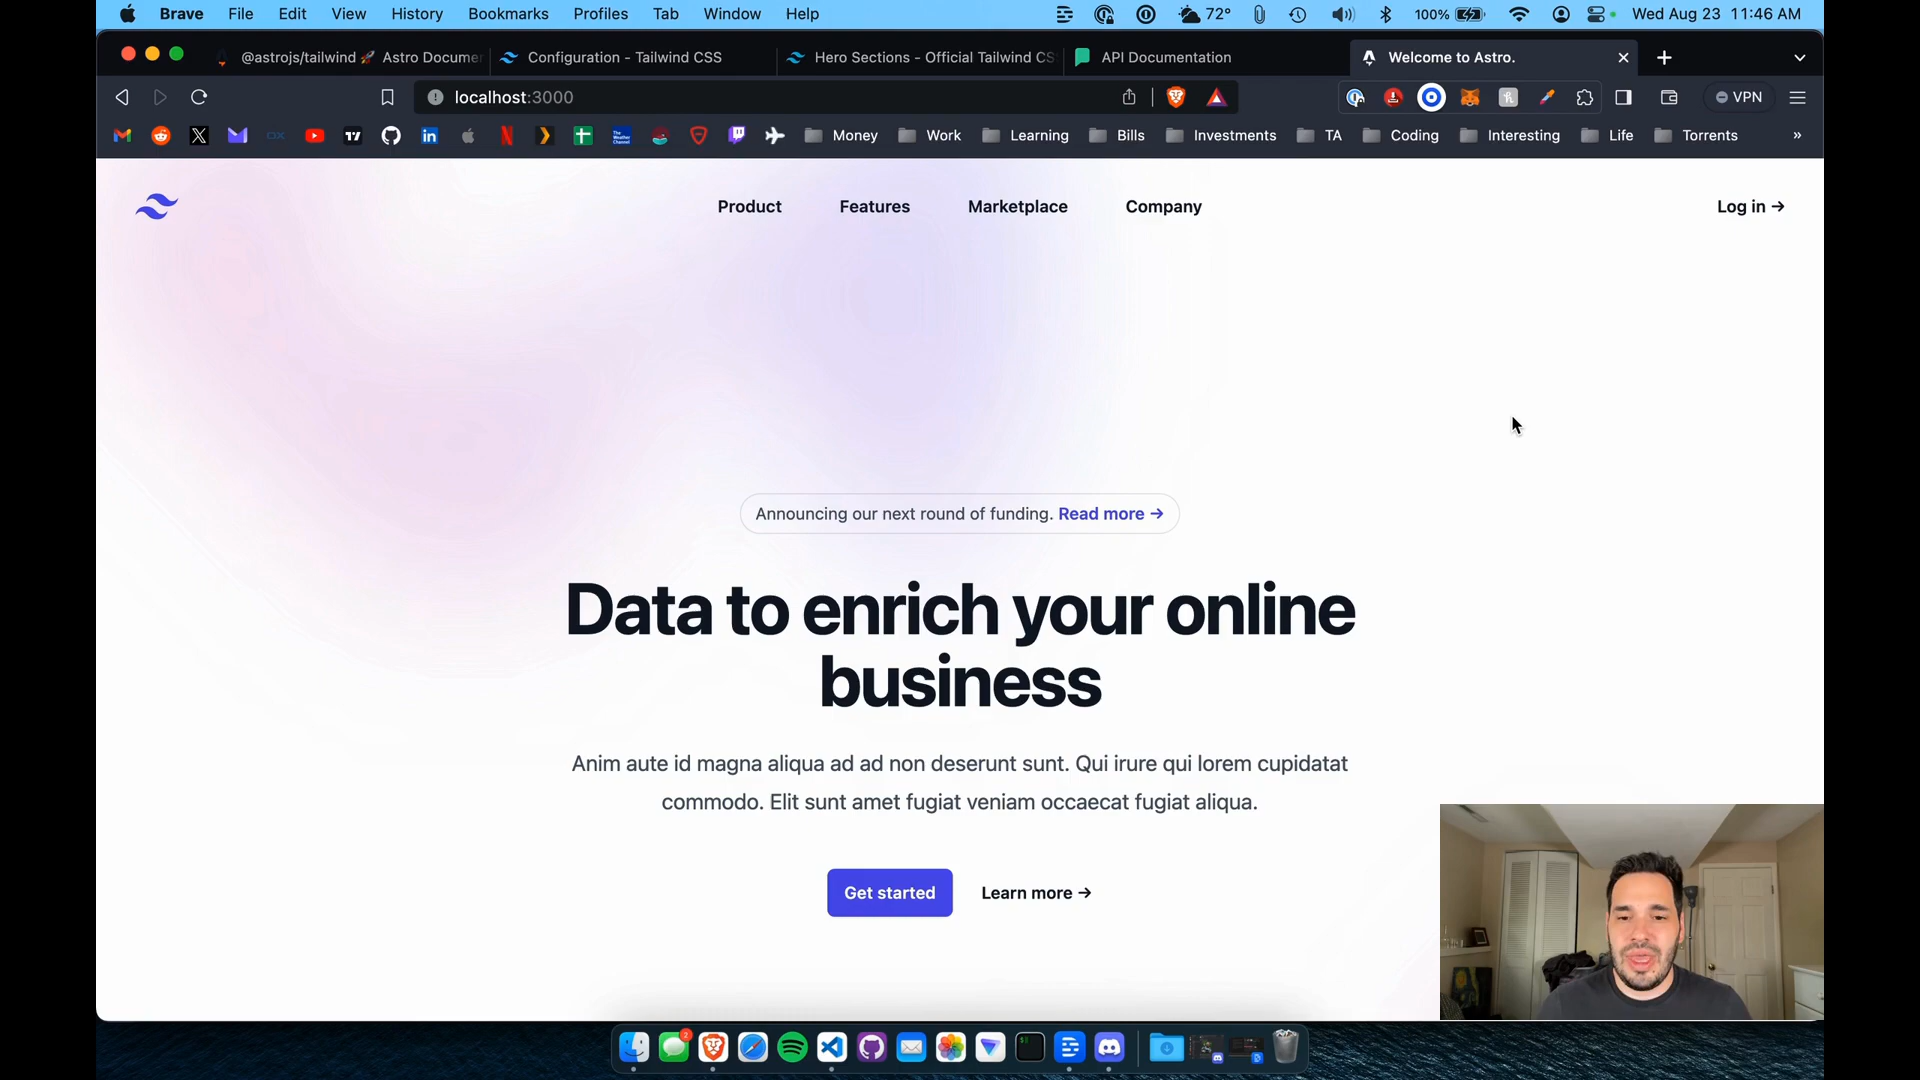 Brave File Edit View History Bookmarks Profiles Tab Window Help 72° 100% Wed Aug 23 11:46 AM
@astrojs/tailwind 🚀 Astro Documen Configuration - Tailwind CSS Hero Sections - Official Tailwind CS API Documentation Welcome to Astro.
localhost:3000 VPN
Money Work Learning Bills Investments TA Coding Interesting Life Torrents »
Product Features Marketplace Company Log in →
Announcing our next round of funding. Read more →
Data to enrich your online
business
Anim aute id magna aliqua ad ad non deserunt sunt. Qui irure qui lorem cupidatat
commodo. Elit sunt amet fugiat veniam occaecat fugiat aliqua.
Get started Learn more →